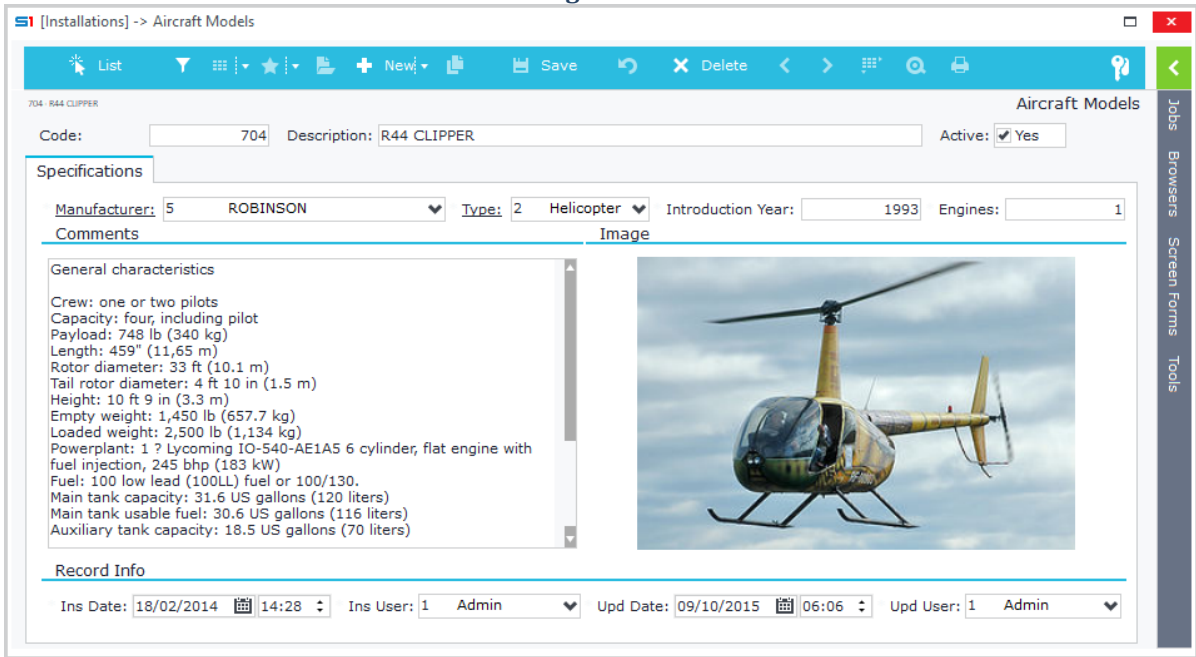 S1 [Installations] -> Aircraft Models
List New Save Delete
704 - R44 CLIPPER
Aircraft Models
Code: 704 Description: R44 CLIPPER Active: Yes
Specifications
Manufacturer: 5 ROBINSON Type: 2 Helicopter Introduction Year: 1993 Engines: 1
Comments Image
General characteristics
Crew: one or two pilots
Capacity: four, including pilot
Payload: 748 lb (340 kg)
Length: 459" (11,65 m)
Rotor diameter: 33 ft (10.1 m)
Tail rotor diameter: 4 ft 10 in (1.5 m)
Height: 10 ft 9 in (3.3 m)
Empty weight: 1,450 lb (657.7 kg)
Loaded weight: 2,500 lb (1,134 kg)
Powerplant: 1 ? Lycoming IO-540-AE1A5 6 cylinder, flat engine with
fuel injection, 245 bhp (183 kW)
Fuel: 100 low lead (100LL) fuel or 100/130.
Main tank capacity: 31.6 US gallons (120 liters)
Main tank usable fuel: 30.6 US gallons (116 liters)
Auxiliary tank capacity: 18.5 US gallons (70 liters)
Record Info
Ins Date: 18/02/2014 14:28 Ins User: 1 Admin Upd Date: 09/10/2015 06:06 Upd User: 1 Admin
Jobs
Browsers
Screen Forms
Tools